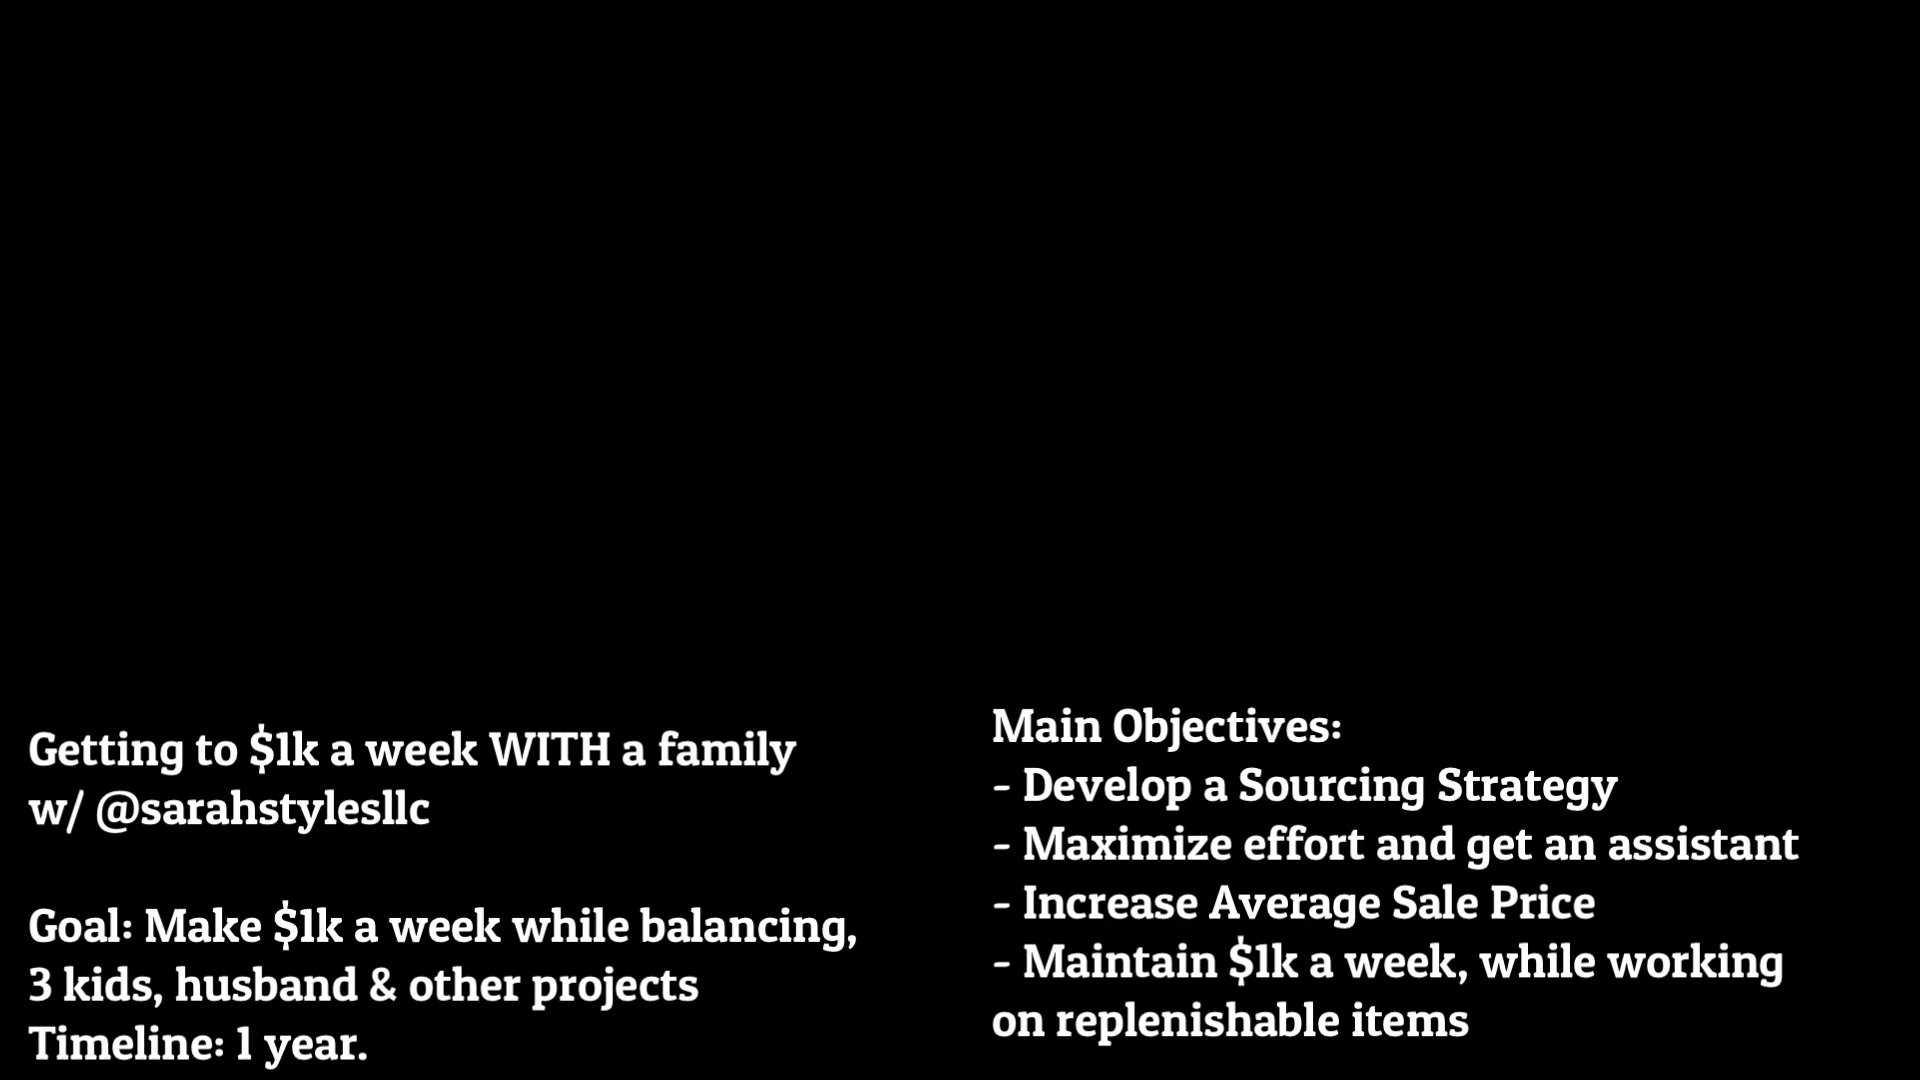 Getting to $1k a week WITH a family
w/ @sarahstylesllc
Goal: Make $1k a week while balancing,
3 kids, husband & other projects
Timeline: 1 year.
Main Objectives:
- Develop a Sourcing Strategy
- Maximize effort and get an assistant
- Increase Average Sale Price
- Maintain $1k a week, while working
on replenishable items